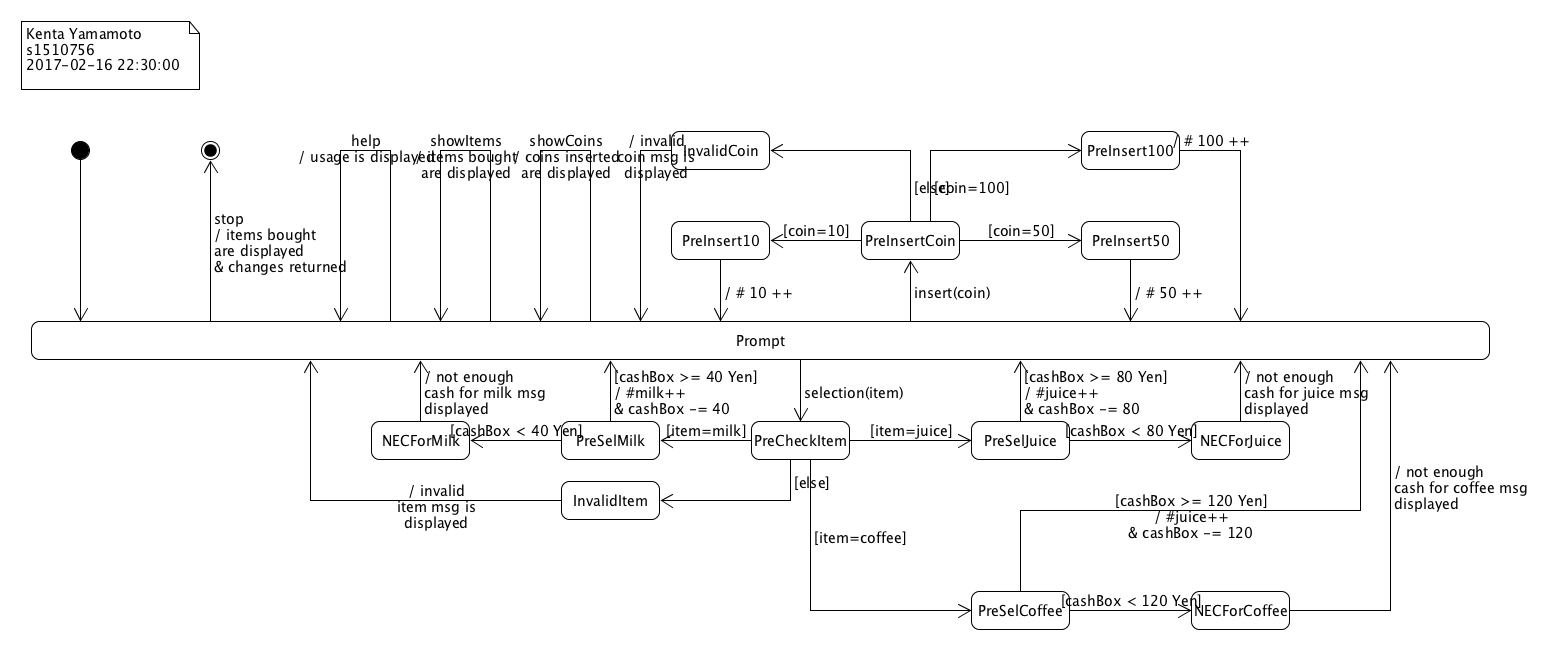 Kenta Yamamoto
s1510756
2017-02-16 22:30:00
help
/ usage is displayed
showItems
/ items bought
are displayed
showCoins
/ coins inserted
are displayed
/ invalid
coin msg is
displayed
InvalidCoin
PreInsert100
/ # 100 ++
[else]
[coin=100]
stop
/ items bought
are displayed
& changes returned
PreInsert10
[coin=10]
PreInsertCoin
[coin=50]
PreInsert50
/ # 10 ++
insert(coin)
/ # 50 ++
Prompt
/ not enough
cash for milk msg
displayed
[cashBox >= 40 Yen]
/ #milk++
& cashBox -= 40
selection(item)
[cashBox >= 80 Yen]
/ #juice++
& cashBox -= 80
/ not enough
cash for juice msg
displayed
NECForMilk
[cashBox < 40 Yen]
PreSelMilk
[item=milk]
PreCheckItem
[item=juice]
PreSelJuice
[cashBox < 80 Yen]
NECForJuice
/ invalid
item msg is
displayed
InvalidItem
[else]
/ not enough
cash for coffee msg
displayed
[cashBox >= 120 Yen]
/ #juice++
& cashBox -= 120
[item=coffee]
PreSelCoffee
[cashBox < 120 Yen]
NECForCoffee